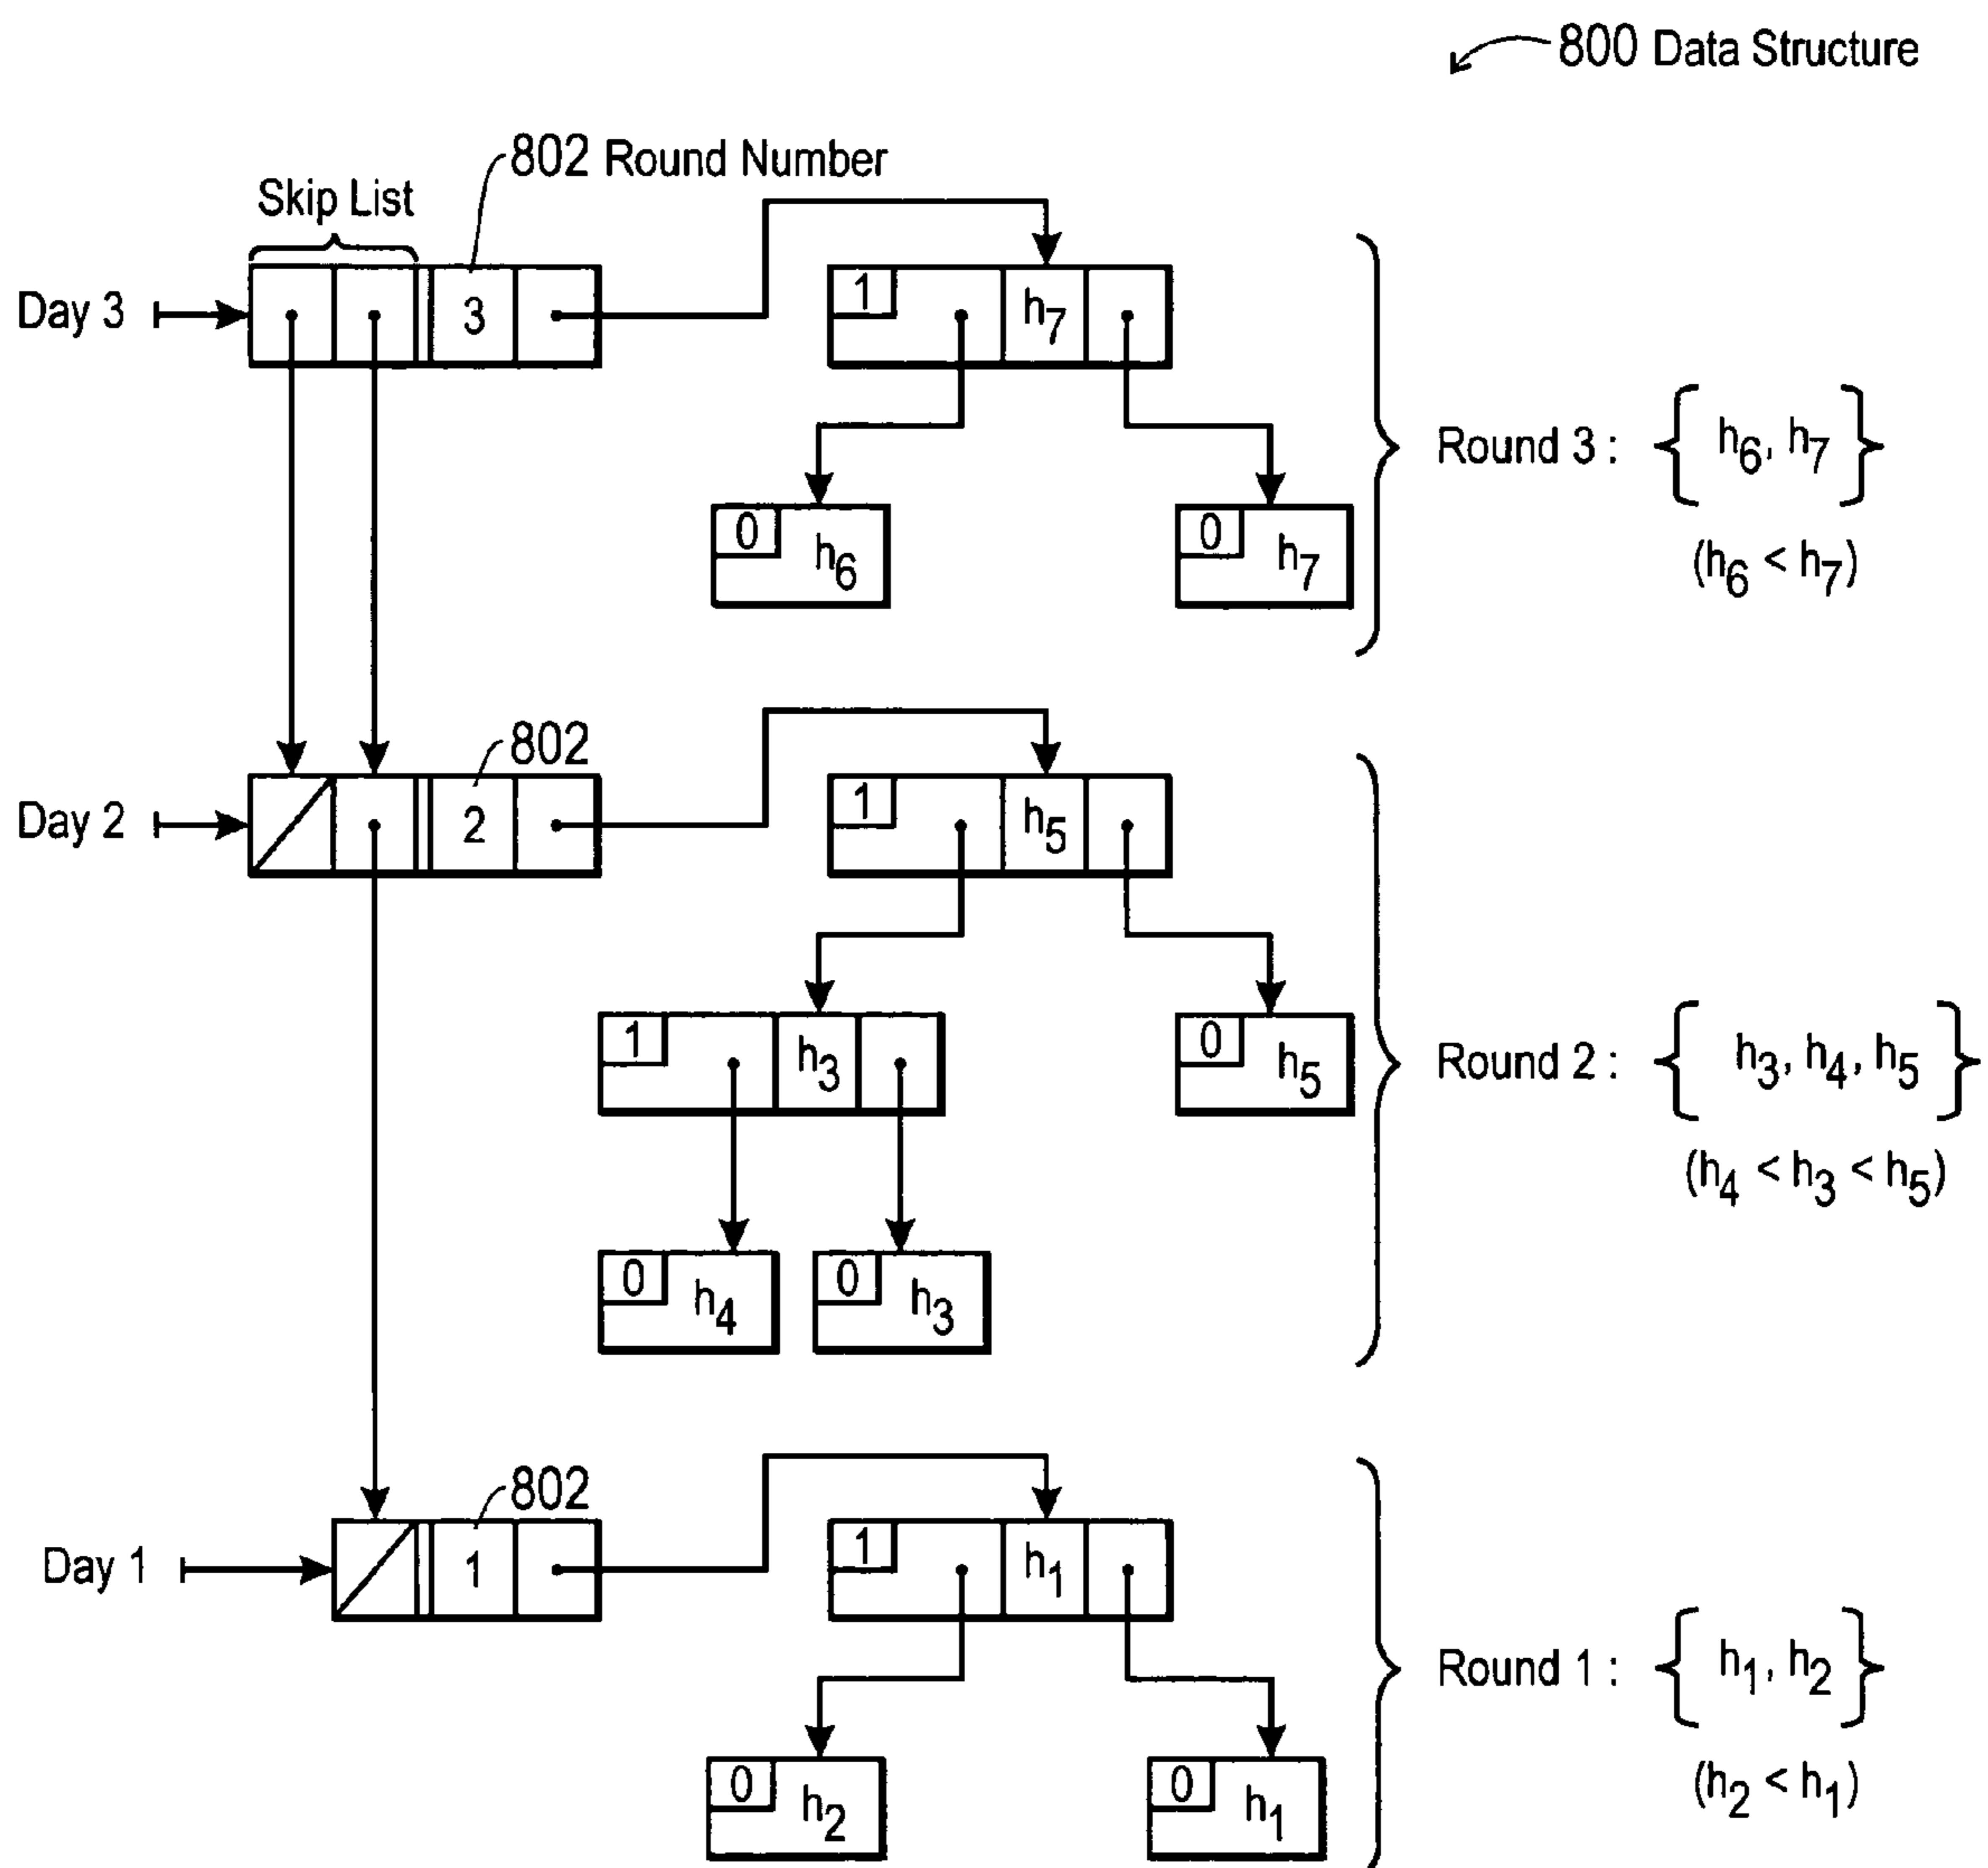 800 Data Structure
802 Round Number
Skip List
Day 3
3
1
h7
Round 3 : { h6, h7 }
0
h6
0
h7
(h6 < h7)
802
Day 2
2
1
h5
1
h3
0
h5
Round 2 : { h3, h4, h5 }
(h4 < h3 < h5)
0
h4
0
h3
802
Day 1
1
1
h1
Round 1 : { h1, h2 }
0
h2
0
h1
(h2 < h1)